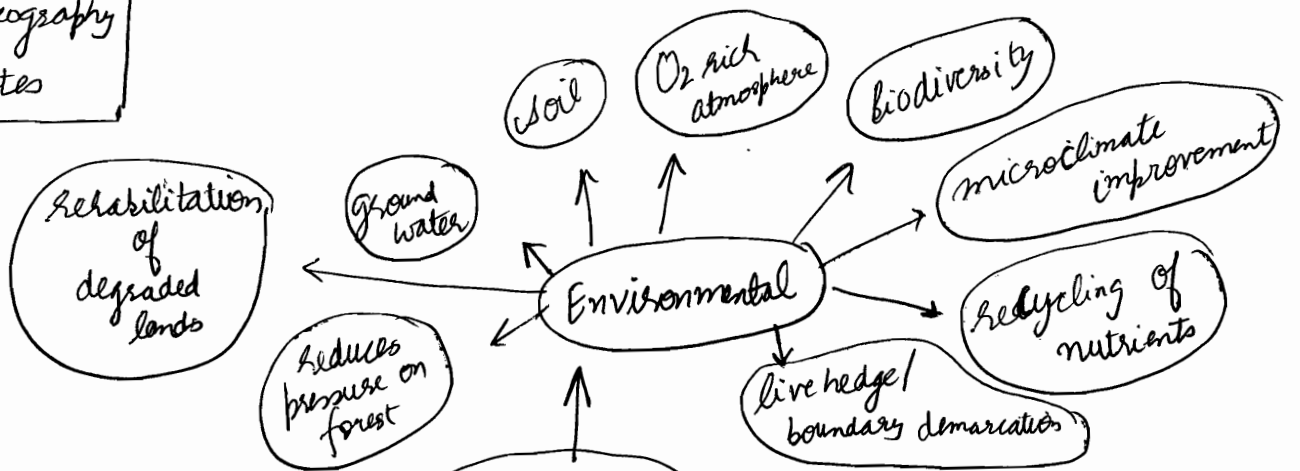 tes
soil
O2 rich
atmosphere
biodiversity
microclimate
improvement
rehabilitation
of
degraded
lands
ground
water
Environmental
recycling of
nutrients
reduces
pressure on
forest
live hedge/
boundary demarcation